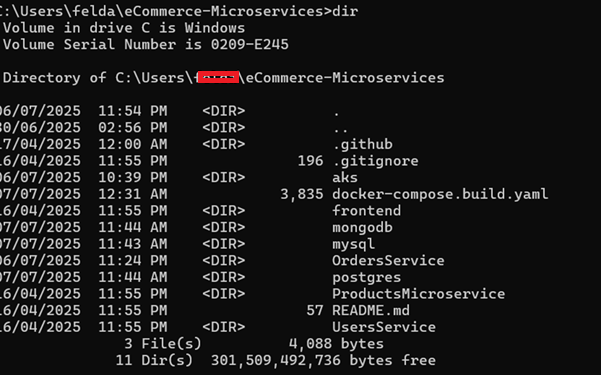 C:\Users\felda\eCommerce-Microservices>dir
Volume in drive C is Windows
Volume Serial Number is 0209-E245
Directory of C:\Users\ \eCommerce-Microservices
06/07/2025 11:54 PM <DIR> .
30/06/2025 02:56 PM <DIR> ..
17/04/2025 12:00 AM <DIR> .github
16/04/2025 11:55 PM 196 .gitignore
06/07/2025 10:39 PM <DIR> aks
07/07/2025 12:31 AM 3,835 docker-compose.build.yaml
16/04/2025 11:55 PM <DIR> frontend
07/07/2025 11:44 AM <DIR> mongodb
07/07/2025 11:43 AM <DIR> mysql
06/07/2025 11:24 PM <DIR> OrdersService
07/07/2025 11:44 AM <DIR> postgres
16/04/2025 11:55 PM <DIR> ProductsMicroservice
16/04/2025 11:55 PM 57 README.md
16/04/2025 11:55 PM <DIR> UsersService
3 File(s) 4,088 bytes
11 Dir(s) 301,509,492,736 bytes free